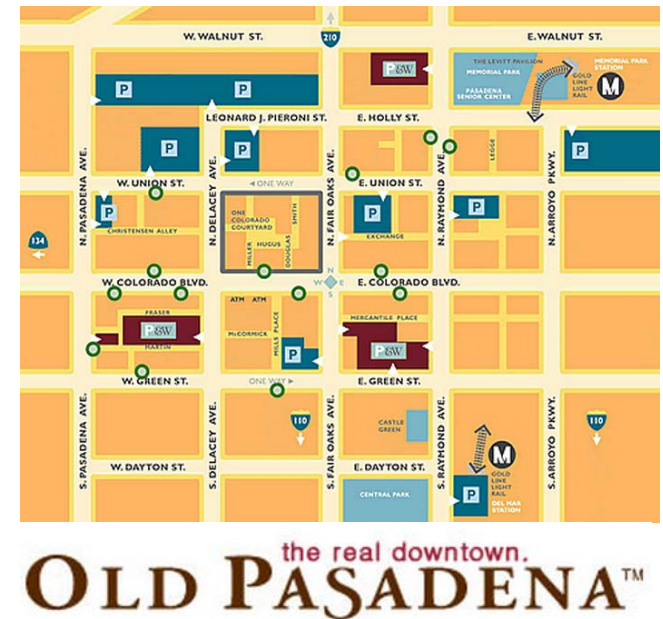 W. WALNUT ST.
210
E. WALNUT ST.
P&W
THE LEVITT PAVILION
MEMORIAL PARK
PASADENA
SENIOR CENTER
GOLD
LINE
LIGHT
RAIL
M
MEMORIAL PARK
STATION
P
P
LEONARD J. PIERONI ST.
E. HOLLY ST.
P
P
LEGGE
P
N. PASADENA AVE.
N. DELACEY AVE.
N. FAIR OAKS AVE.
N. RAYMOND AVE.
N. ARROYO PKWY.
W. UNION ST.
ONE WAY
E. UNION ST.
P
CHRISTENSEN ALLEY
ONE
COLORADO
COURTYARD
SMITH
MILLER
HUGUS
DOUGLAS
P
EXCHANGE
P
134
W. COLORADO BLVD.
N
W E
S
E. COLORADO BLVD.
FRASER
P&W
MARTIN
ATM ATM
McCORMICK
MILLS PLACE
P
MERCANTILE PLACE
P&W
W. GREEN ST.
ONE WAY
E. GREEN ST.
S. PASADENA AVE.
S. DELACEY AVE.
S. FAIR OAKS AVE.
S. RAYMOND AVE.
S. ARROYO PKWY.
110
CASTLE
GREEN
110
M
GOLD
LINE
LIGHT
RAIL
DEL MAR
STATION
W. DAYTON ST.
E. DAYTON ST.
CENTRAL PARK
P
the real downtown.
OLD PASADENA™